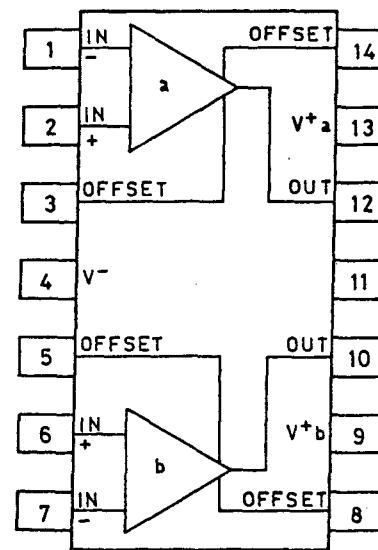 1 IN - OFFSET 14
a
2 IN + V+a 13
3 OFFSET OUT 12
4 V- 11
5 OFFSET OUT 10
6 IN + V+b 9
b
7 IN - OFFSET 8